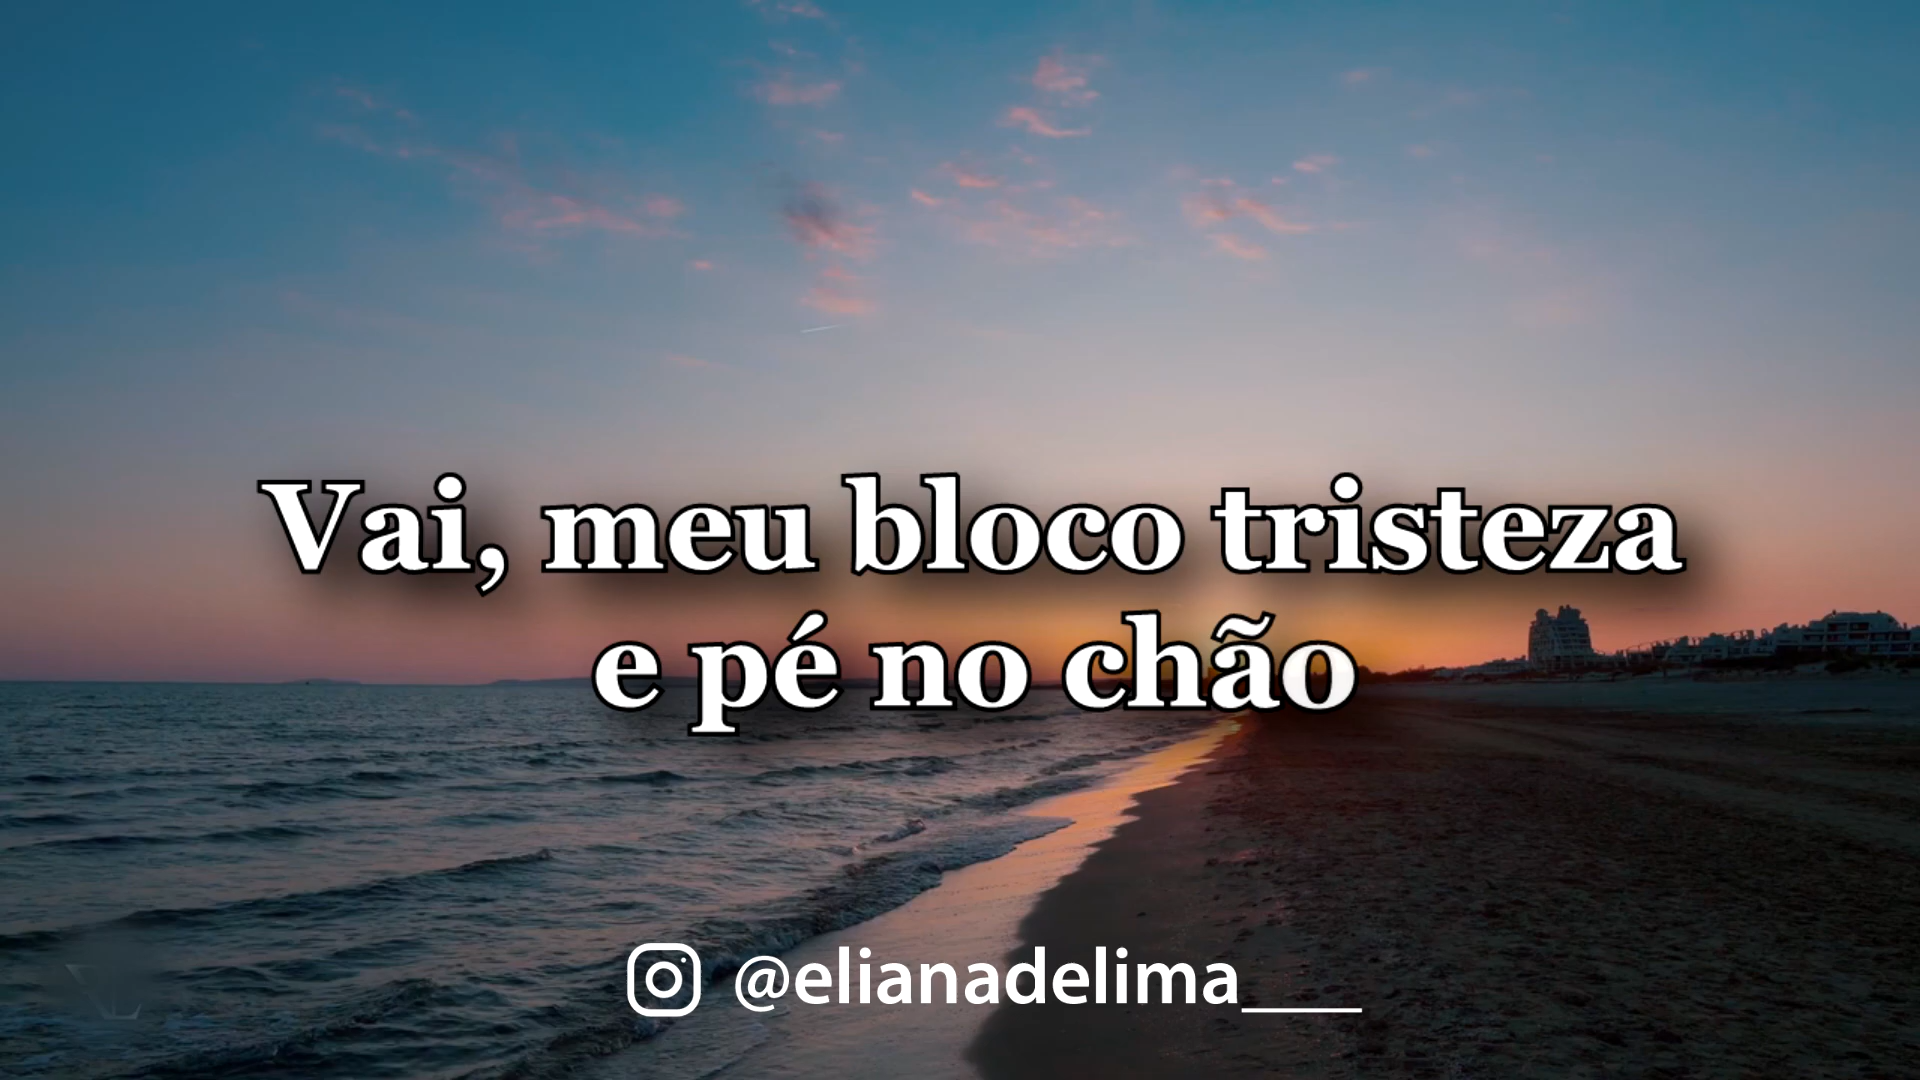 Vai, meu bloco tristeza
e pé no chão
@elianadelima___